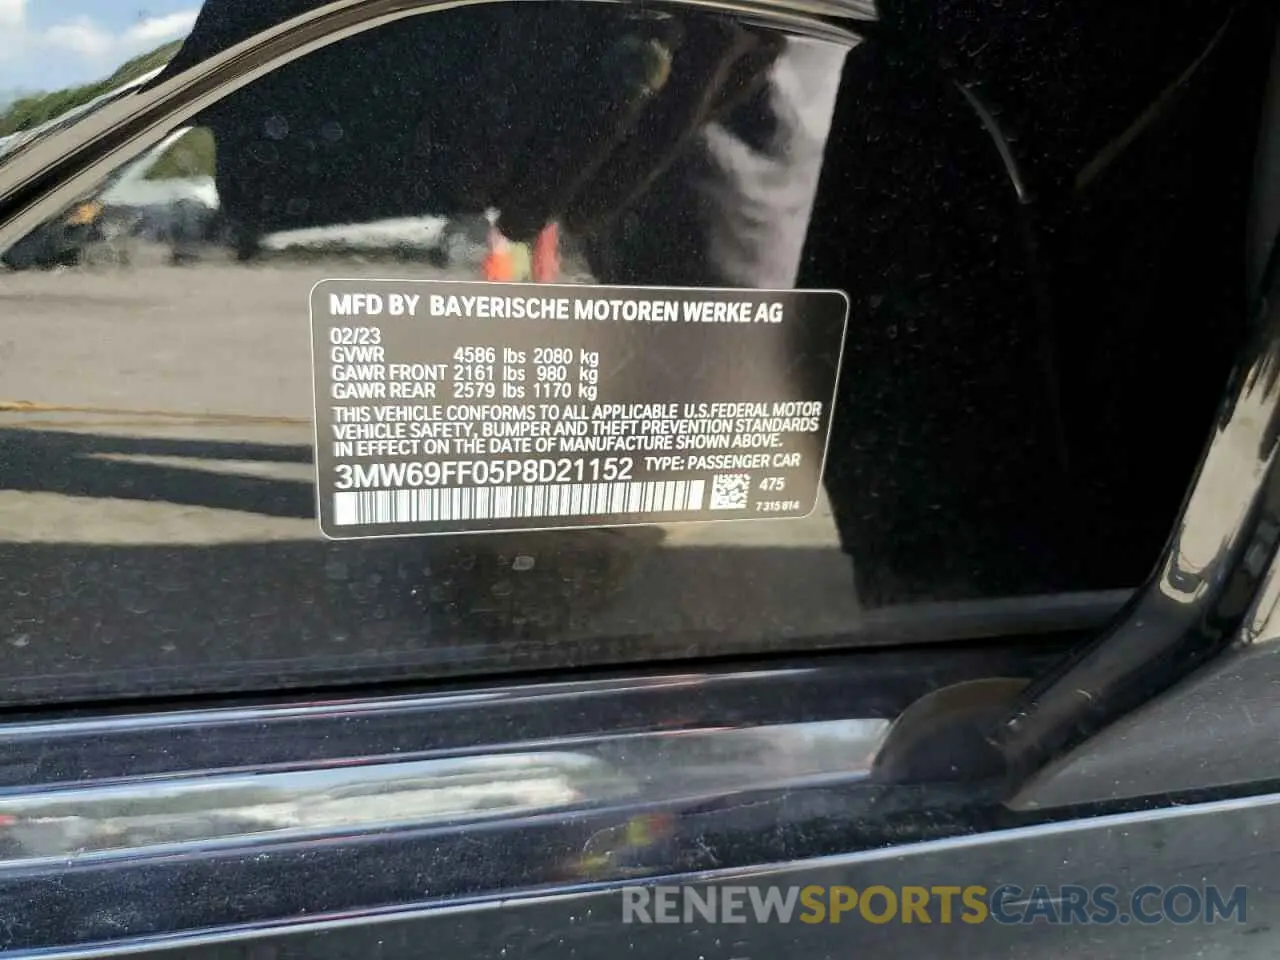 MFD BY BAYERISCHE MOTOREN WERKE AG
02/23
GVWR 4586 lbs 2080 kg
GAWR FRONT 2161 lbs 980 kg
GAWR REAR 2579 lbs 1170 kg
THIS VEHICLE CONFORMS TO ALL APPLICABLE U.S.FEDERAL MOTOR
VEHICLE SAFETY, BUMPER AND THEFT PREVENTION STANDARDS
IN EFFECT ON THE DATE OF MANUFACTURE SHOWN ABOVE.
3MW69FF05P8D21152 TYPE: PASSENGER CAR
475
7 315 814
RENEWSPORTSCARS.COM